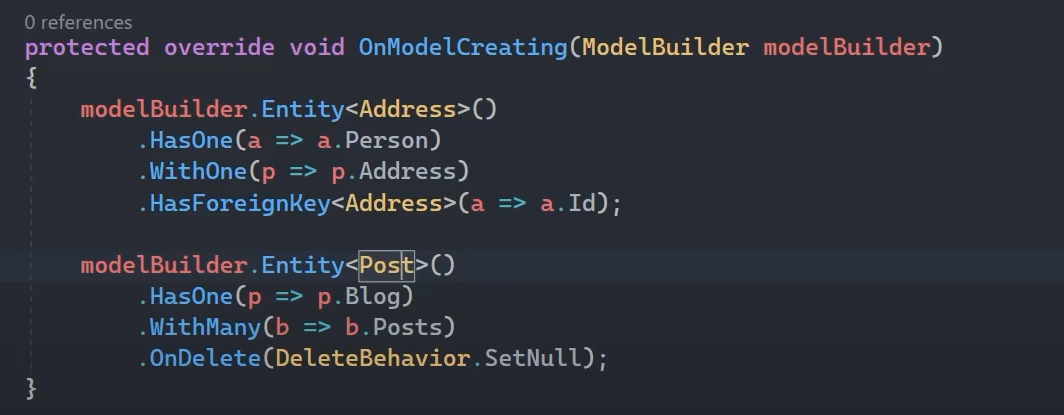 0 references
protected override void OnModelCreating(ModelBuilder modelBuilder)
{
    modelBuilder.Entity<Address>()
        .HasOne(a => a.Person)
        .WithOne(p => p.Address)
        .HasForeignKey<Address>(a => a.Id);

    modelBuilder.Entity<Post>()
        .HasOne(p => p.Blog)
        .WithMany(b => b.Posts)
        .OnDelete(DeleteBehavior.SetNull);
}